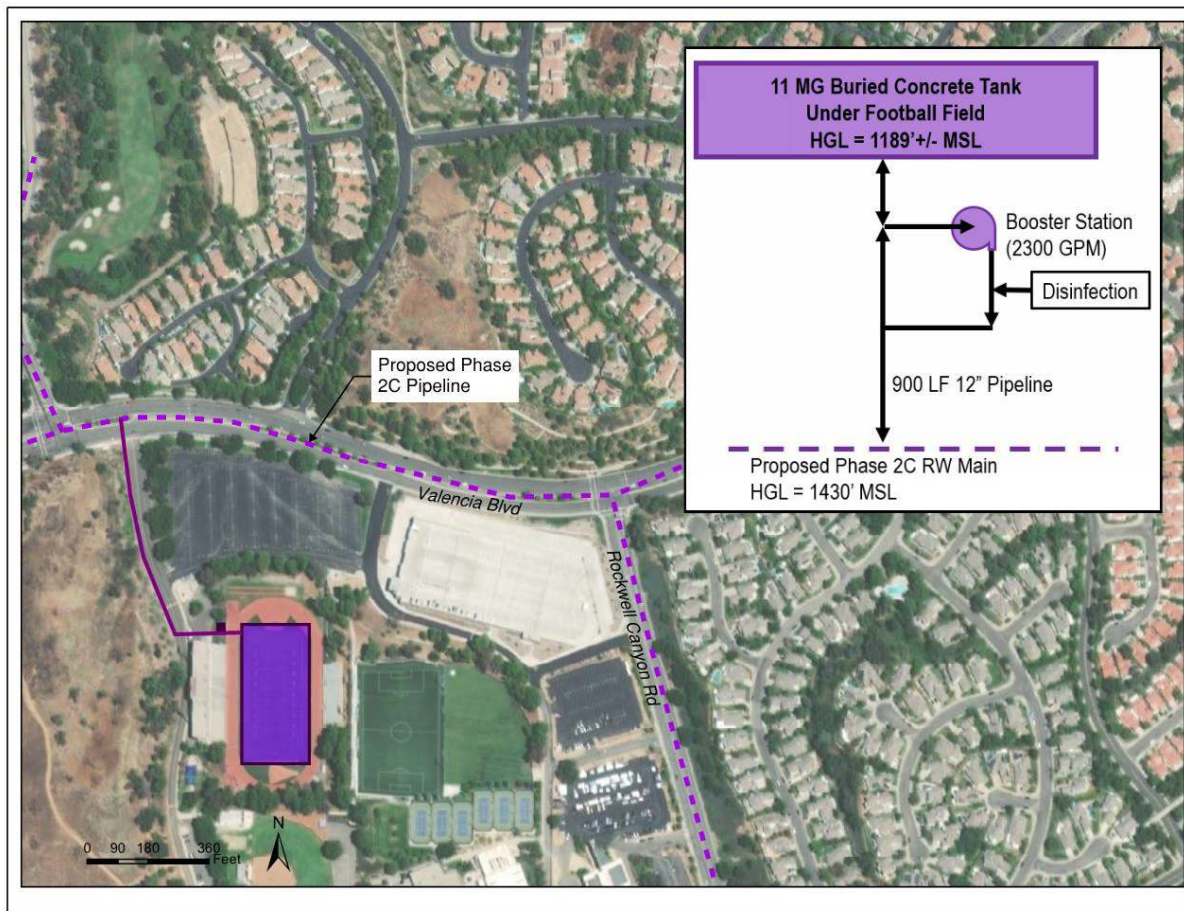 11 MG Buried Concrete Tank
Under Football Field
HGL = 1189'+/- MSL
Booster Station
(2300 GPM)
Disinfection
900 LF 12” Pipeline
Proposed Phase 2C RW Main
HGL = 1430’ MSL
Proposed Phase
2C Pipeline
Valencia Blvd
Rockwell Canyon Rd
N
0 90 180 360
Feet